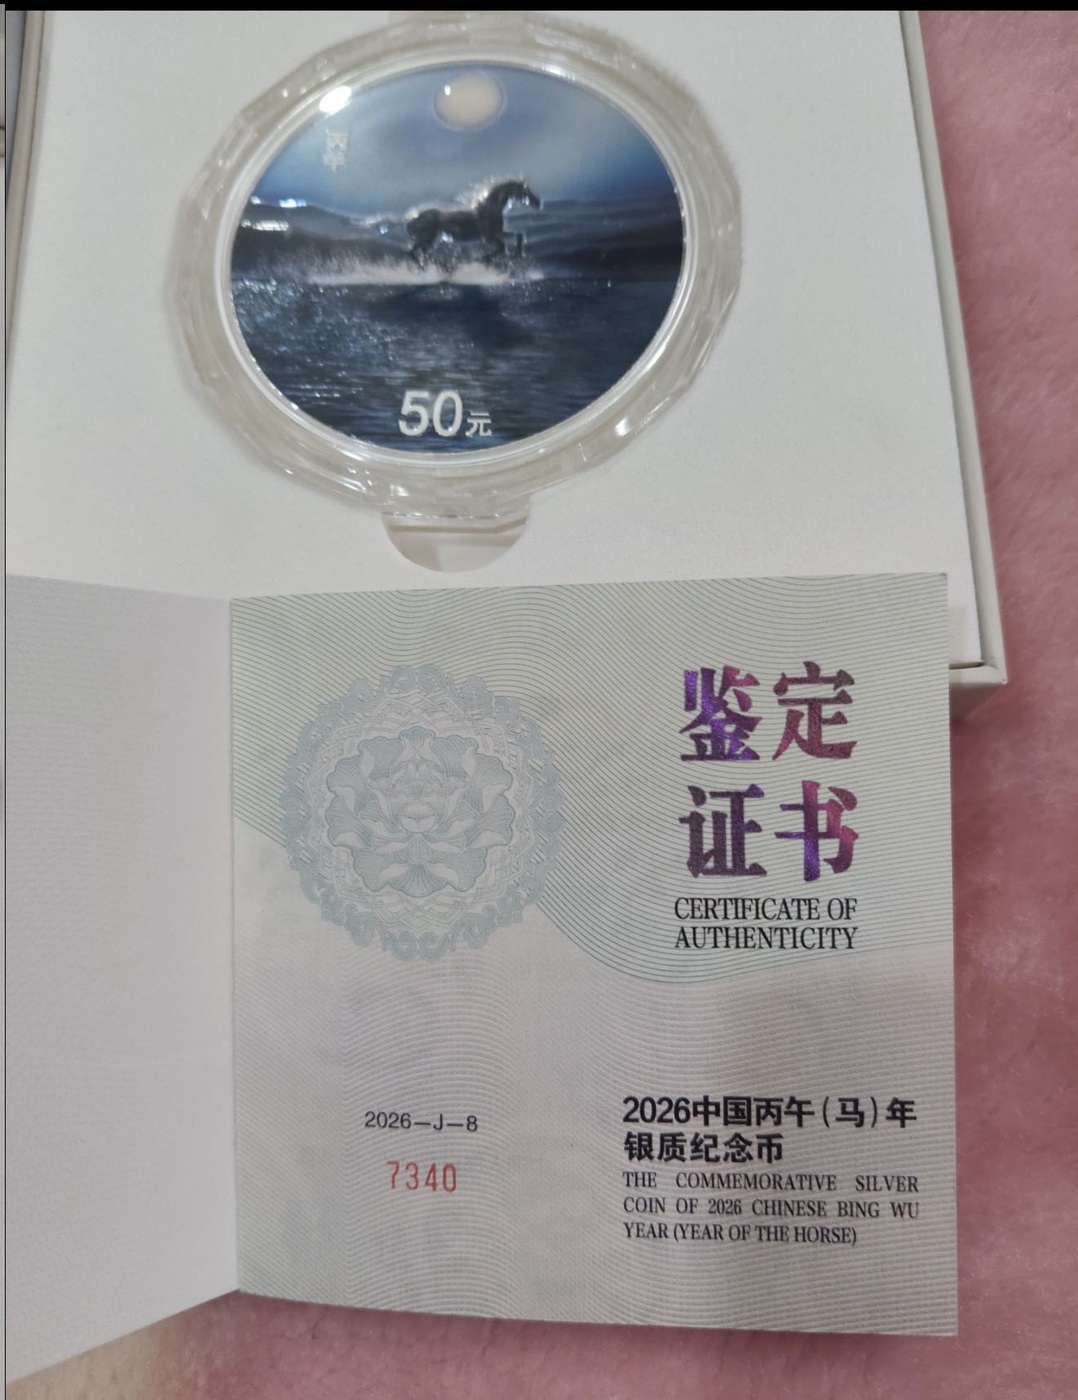 丙午
50元
鉴定
证书
CERTIFICATE OF
AUTHENTICITY
2026—J—8
7340
2026中国丙午(马)年
银质纪念币
THE COMMEMORATIVE SILVER
COIN OF 2026 CHINESE BING WU
YEAR (YEAR OF THE HORSE)